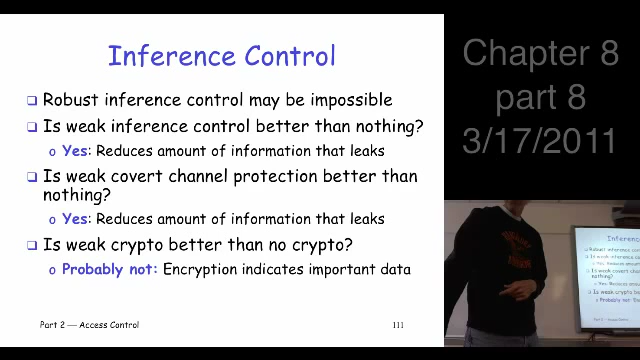 Inference Control
Robust inference control may be impossible
Is weak inference control better than nothing?
Yes: Reduces amount of information that leaks
Is weak covert channel protection better than
nothing?
Yes: Reduces amount of information that leaks
Is weak crypto better than no crypto?
Probably not: Encryption indicates important data
Part 2 — Access Control
111
Chapter 8
part 8
3/17/2011